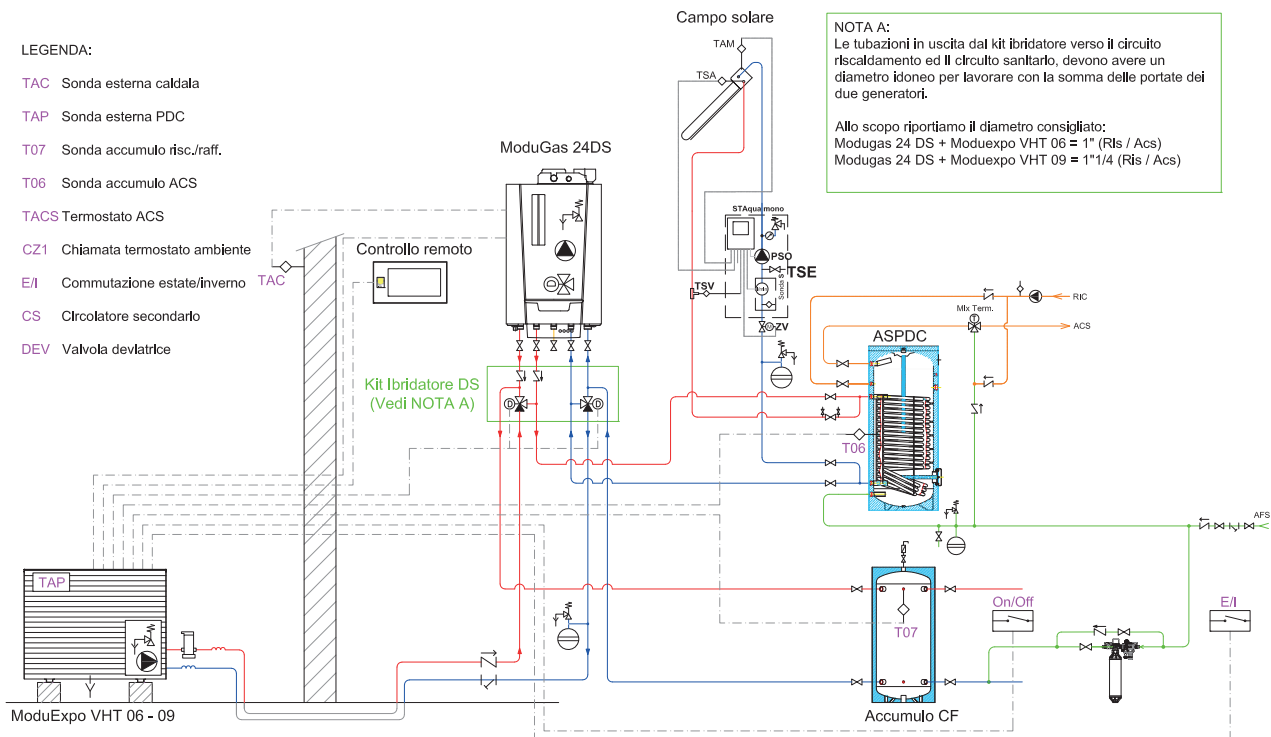 LEGENDA:
TAC Sonda esterna caldaIa
TAP Sonda esterna PDC
T07 Sonda accumulo risc./raff.
T06 Sonda accumulo ACS
TACS Termostato ACS
CZ1 Chiamata termostato ambiente
E/I Commutazione estate/inverno
CS CIrcolatore secondarIo
DEV Valvola devIatrice
Campo solare
TAM
TSA
NOTA A:
Le tubazioni in uscita dal kit ibridatore verso il circuito
rIscaldamento ed Il cIrcuito sanItarIo, devono avere un
diametro idoneo per lavorare con la somma delle portate dei
due generatori.
Allo scopo riportiamo il diametro consigliato:
Modugas 24 DS + Moduexpo VHT 06 = 1" (RIs / Acs)
Modugas 24 DS + Moduexpo VHT 09 = 1"1/4 (Ris / Acs)
ModuGas 24DS
STAqua mono
PSO
TSE
Sonda S
TSV
ZV
Controllo remoto
TAC
D
RIC
MIx Term.
T
ACS
ASPDC
Kit Ibridatore DS
(Vedi NOTA A)
D
D
T06
AFS
TAP
T07
On/Off
E/I
ModuExpo VHT 06 - 09
Accumulo CF